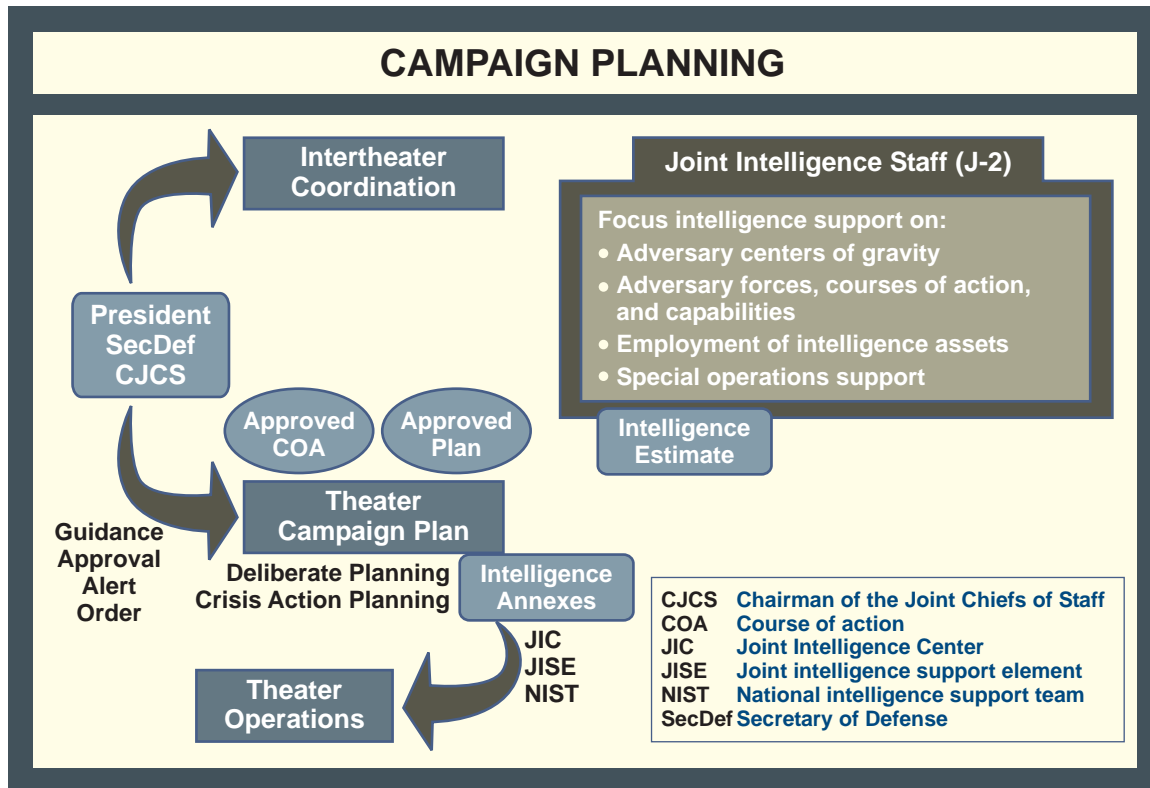 CAMPAIGN PLANNING
Intertheater
Coordination
Joint Intelligence Staff (J-2)
Focus intelligence support on:
• Adversary centers of gravity
• Adversary forces, courses of action,
and capabilities
• Employment of intelligence assets
• Special operations support
Intelligence
Estimate
President
SecDef
CJCS
Approved
COA
Approved
Plan
Theater
Campaign Plan
Guidance
Approval
Alert
Order
Deliberate Planning
Crisis Action Planning
Intelligence
Annexes
JIC
JISE
NIST
Theater
Operations
CJCS Chairman of the Joint Chiefs of Staff
COA Course of action
JIC Joint Intelligence Center
JISE Joint intelligence support element
NIST National intelligence support team
SecDef Secretary of Defense